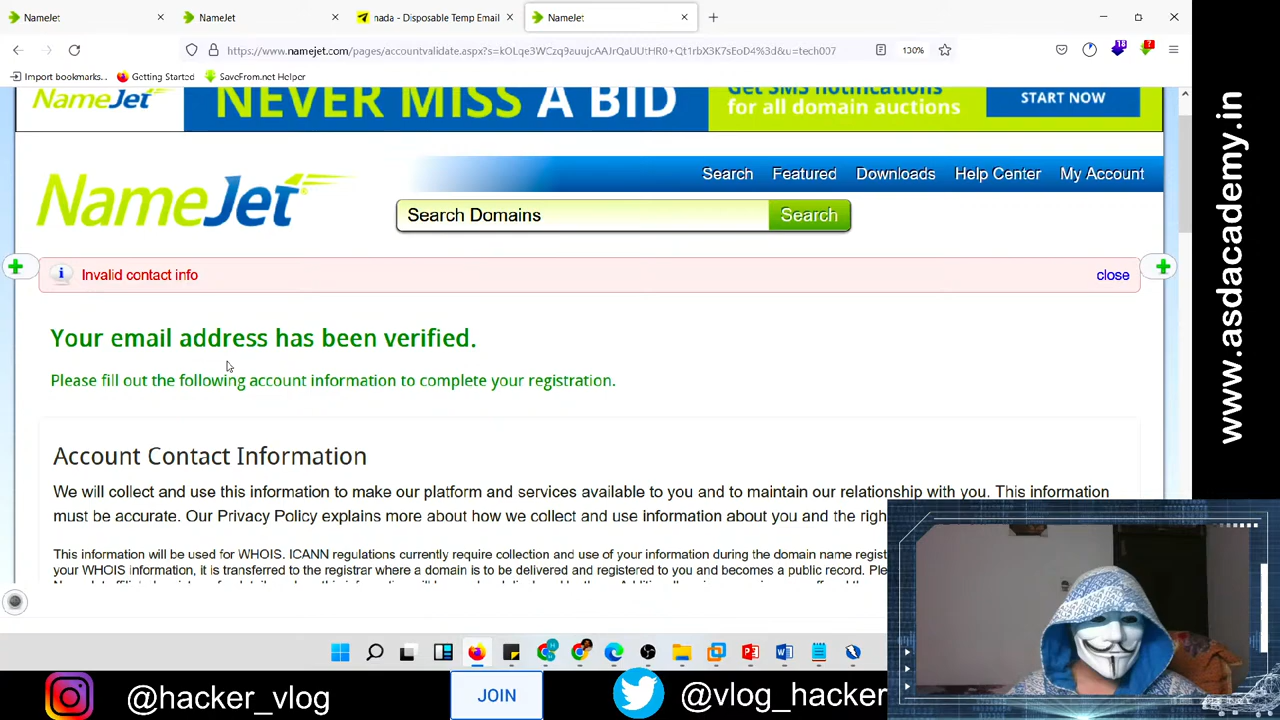 NameJet
NameJet
nada - Disposable Temp Email
NameJet
https://www.namejet.com/pages/accountvalidate.aspx?s=kOLqe3WCzq9auujcAAJrQaUUtHR0+Qt1rbX3K7sEoD4%3d&u=tech007
130%
18
?
Import bookmarks...
Getting Started
SaveFrom.net Helper
NameJet
NEVER MISS A BID
Get SMS notifications
for all domain auctions
START NOW
Search
Featured
Downloads
Help Center
My Account
NameJet
Search Domains
Search
Invalid contact info
close
Your email address has been verified.
Please fill out the following account information to complete your registration.
Account Contact Information
We will collect and use this information to make our platform and services available to you and to maintain our relationship with you. This information
must be accurate. Our Privacy Policy explains more about how we collect and use information about you and the
This information will be used for WHOIS. ICANN regulations currently require collection and use of your information during the domain name
your WHOIS information, it is transferred to the registrar where a domain is to be delivered and registered to you and becomes a public record.
@hacker_vlog
JOIN
@vlog_hacker
www.asdacademy.in